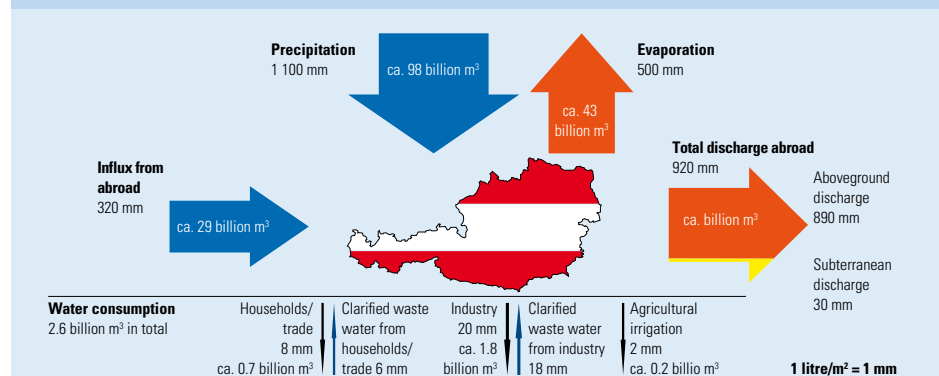 Precipitation
1 100 mm
ca. 98 billion m³
Evaporation
500 mm
ca. 43
billion m³
Influx from
abroad
320 mm
ca. 29 billion m³
Total discharge abroad
920 mm
ca. billion m³
Aboveground
discharge
890 mm
Subterranean
discharge
30 mm
Water consumption
2.6 billion m³ in total
Households/
trade
8 mm
ca. 0.7 billion m³
Clarified waste
water from
households/
trade 6 mm
Industry
20 mm
ca. 1.8
billion m³
Clarified
waste water
from industry
18 mm
Agricultural
irrigation
2 mm
ca. 0.2 billio m³
1 litre/m² = 1 mm